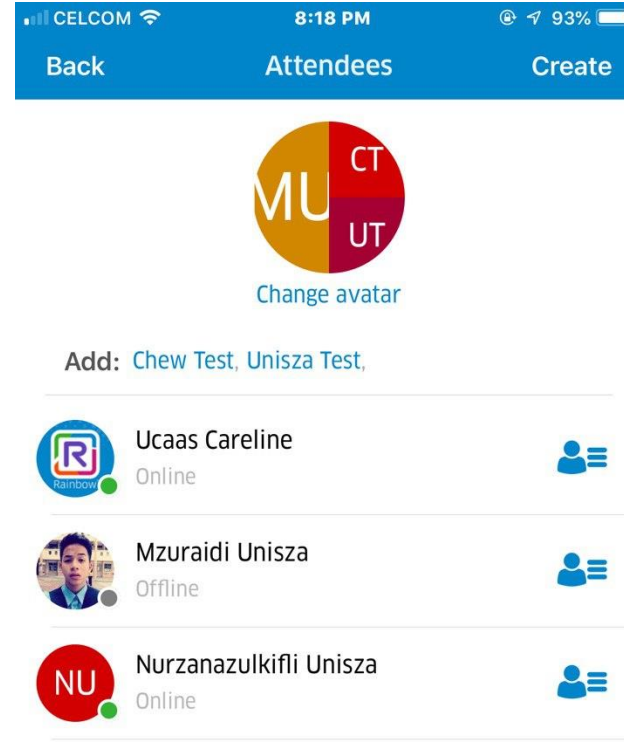 CELCOM 8:18 PM 93%
Back Attendees Create
MU CT
UT
Change avatar
Add: Chew Test, Unisza Test,
Ucaas Careline
Rainbow Online
Mzuraidi Unisza
Offline
Nurzanazulkifli Unisza
NU
Online